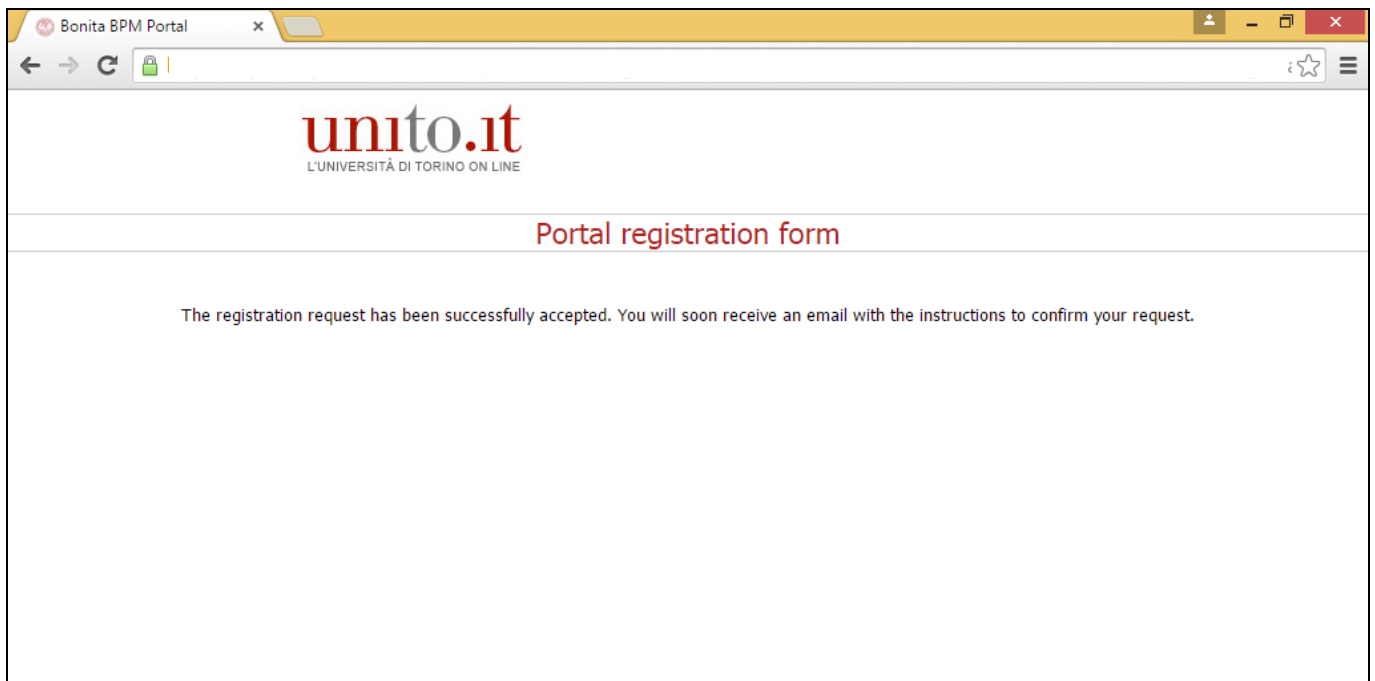 Bonita BPM Portal
unito.it
L'UNIVERSITÀ DI TORINO ON LINE
Portal registration form
The registration request has been successfully accepted. You will soon receive an email with the instructions to confirm your request.